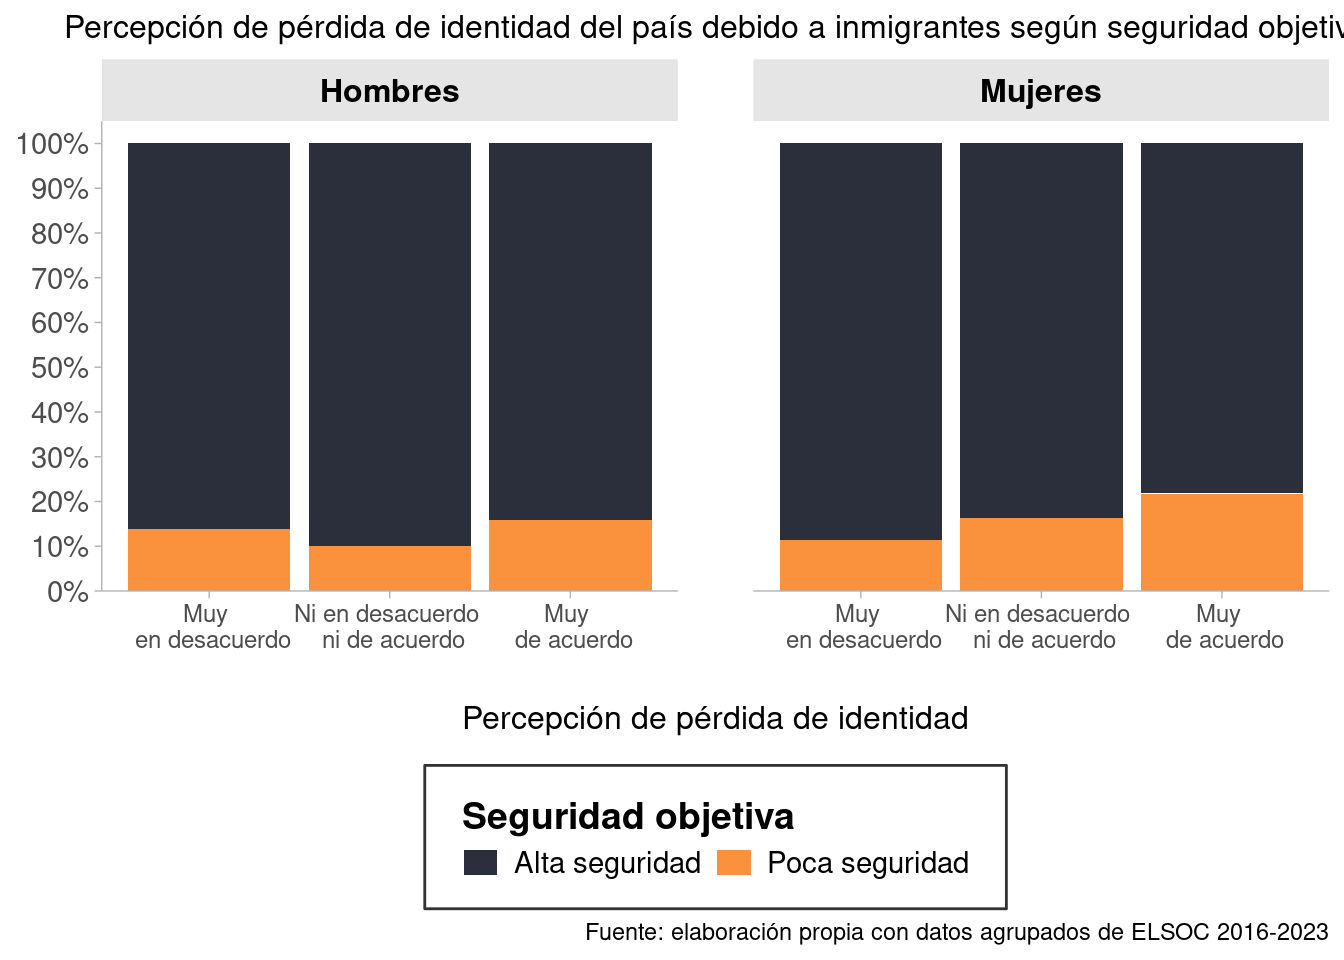 Percepción de pérdida de identidad del país debido a inmigrantes según seguridad
Hombres
Mujeres
100%
90%
80%
70%
60%
50%
40%
30%
20%
10%
0%
Muy
en desacuerdo
Ni en desacuerdo
ni de acuerdo
Muy
de acuerdo
Muy
en desacuerdo
Ni en desacuerdo
ni de acuerdo
Muy
de acuerdo
Percepción de pérdida de identidad
Seguridad objetiva
Alta seguridad
Poca seguridad
Fuente: elaboración propia con datos agrupados de ELSOC 2016-2023